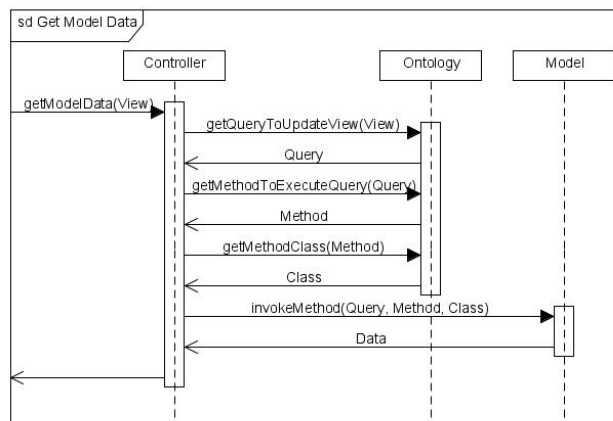 sd Get Model Data
Controller
Ontology
Model
getModelData(View)
getQueryToUpdateView(View)
Query
getMethodToExecuteQuery(Query)
Method
getMethodClass(Method)
Class
invokeMethod(Query, Method, Class)
Data